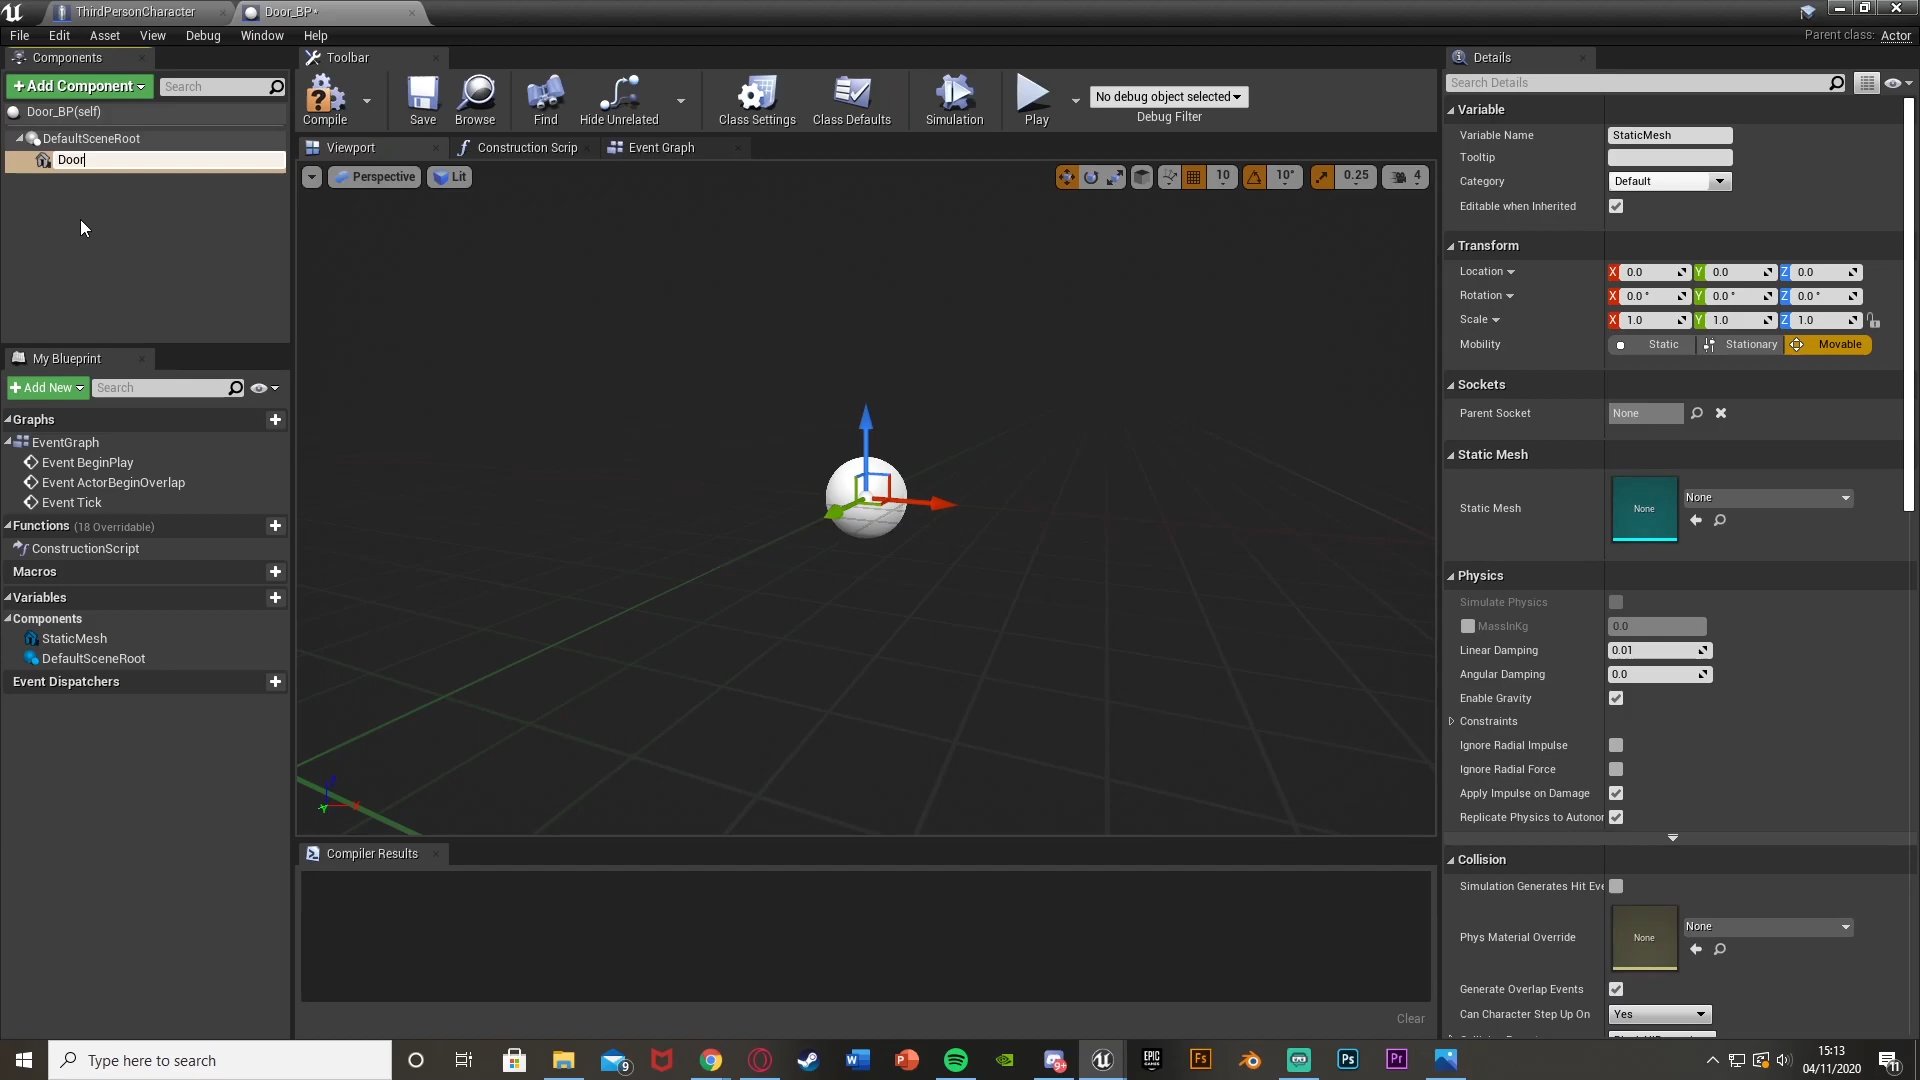 ThirdPersonCharacter
Door_BP*
File Edit Asset View Debug Window Help
Parent class: Actor
Components
Add Component
Search
Door_BP(self)
DefaultSceneRoot
Door
My Blueprint
Add New
Search
Graphs
EventGraph
Event BeginPlay
Event ActorBeginOverlap
Event Tick
Functions (18 Overridable)
ConstructionScript
Macros
Variables
Components
StaticMesh
DefaultSceneRoot
Event Dispatchers
Toolbar
Compile
Save
Browse
Find
Hide Unrelated
Class Settings
Class Defaults
Simulation
Play
No debug object selected
Debug Filter
Viewport
Construction Scrip
Event Graph
Perspective
Lit
10
10°
0.25
4
Compiler Results
Clear
Details
Search Details
Variable
Variable Name StaticMesh
Tooltip
Category Default
Editable when Inherited
Transform
Location X 0.0 Y 0.0 Z 0.0
Rotation X 0.0 ° Y 0.0 ° Z 0.0 °
Scale X 1.0 Y 1.0 Z 1.0
Mobility Static Stationary Movable
Sockets
Parent Socket None
Static Mesh
Static Mesh None None
Physics
Simulate Physics
MassInKg 0.0
Linear Damping 0.01
Angular Damping 0.0
Enable Gravity
Constraints
Ignore Radial Impulse
Ignore Radial Force
Apply Impulse on Damage
Replicate Physics to Autonor
Collision
Simulation Generates Hit Eve
Phys Material Override None None
Generate Overlap Events
Can Character Step Up On Yes
Type here to search
9
9+
EPIC GAMES
Fs
Ps
Pr
15:13
04/11/2020
11